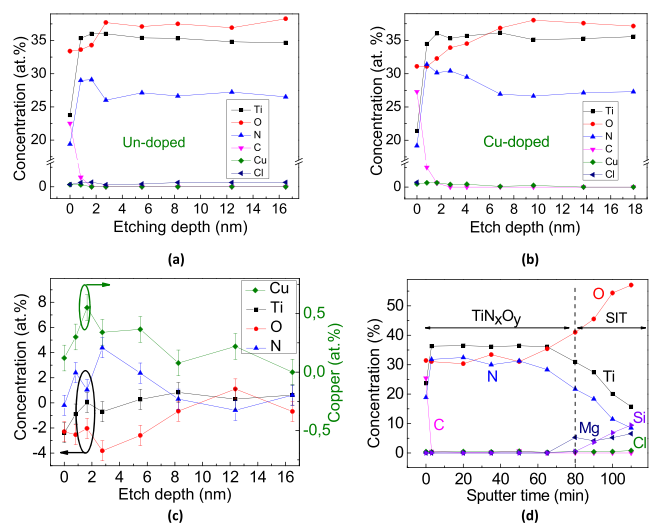 (a)
Concentration (at.%)
35
30
25
20
0
Un-doped
Ti
O
N
C
Cu
Cl
0 2 4 6 8 10 12 14 16
Etching depth (nm)
(b)
Concentration (at.%)
35
30
25
20
0
Cu-doped
Ti
O
N
C
Cu
Cl
0 2 4 6 8 10 12 14 16 18
Etch depth (nm)
(c)
Concentration (at.%)
8
6
4
2
0
-2
-4
Cu
Ti
O
N
0,5
0,0
-0,5
Copper (at.%)
0 2 4 6 8 10 12 14 16
Etch depth (nm)
(d)
Concentration (%)
50
40
30
20
10
0
TiNxOy
SIT
O
Ti
N
C
Mg
Si
Cl
0 20 40 60 80 100
Sputter time (min)